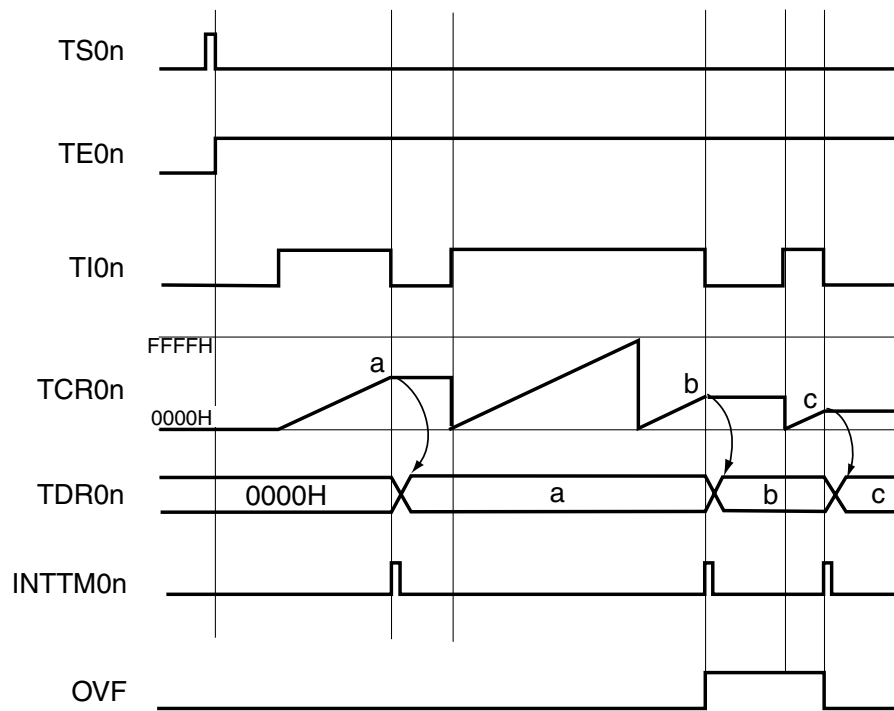 TS0n
TE0n
TI0n
FFFFH
a
b
TCR0n
c
0000H
TDR0n
0000H
a
b
c
INTTM0n
OVF